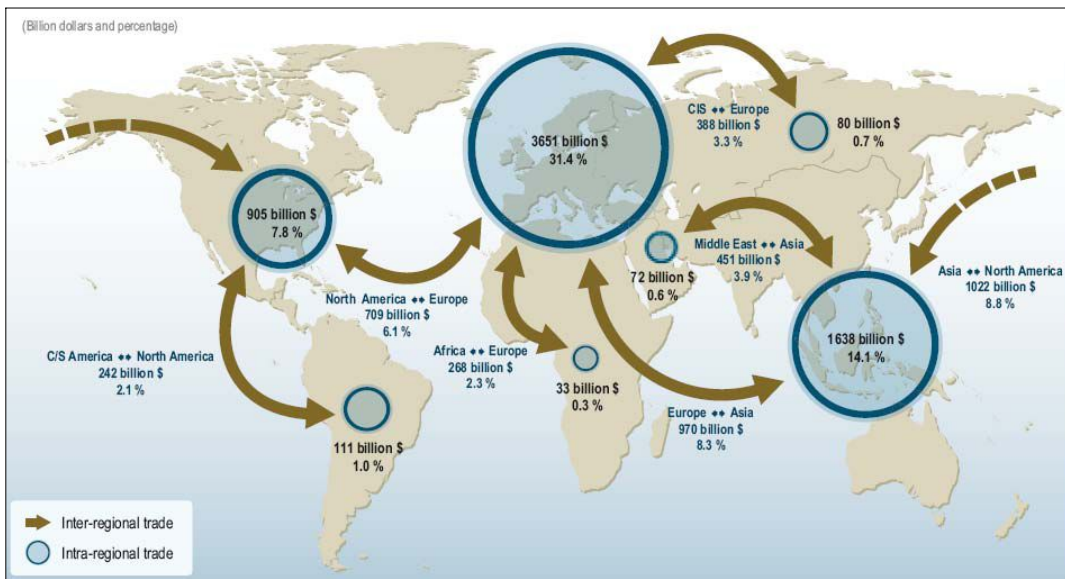 (Billion dollars and percentage)
3651 billion $
31.4 %
CIS ◆◆ Europe
388 billion $
3.3 %
80 billion $
0.7 %
905 billion $
7.8 %
Middle East ◆◆ Asia
451 billion $
3.9 %
72 billion $
0.6 %
Asia ◆◆ North America
1022 billion $
8.8 %
North America ◆◆ Europe
709 billion $
6.1 %
Africa ◆◆ Europe
268 billion $
2.3 %
1638 billion $
14.1 %
C/S America ◆◆ North America
242 billion $
2.1 %
33 billion $
0.3 %
Europe ◆◆ Asia
970 billion $
8.3 %
111 billion $
1.0 %
Inter-regional trade
Intra-regional trade